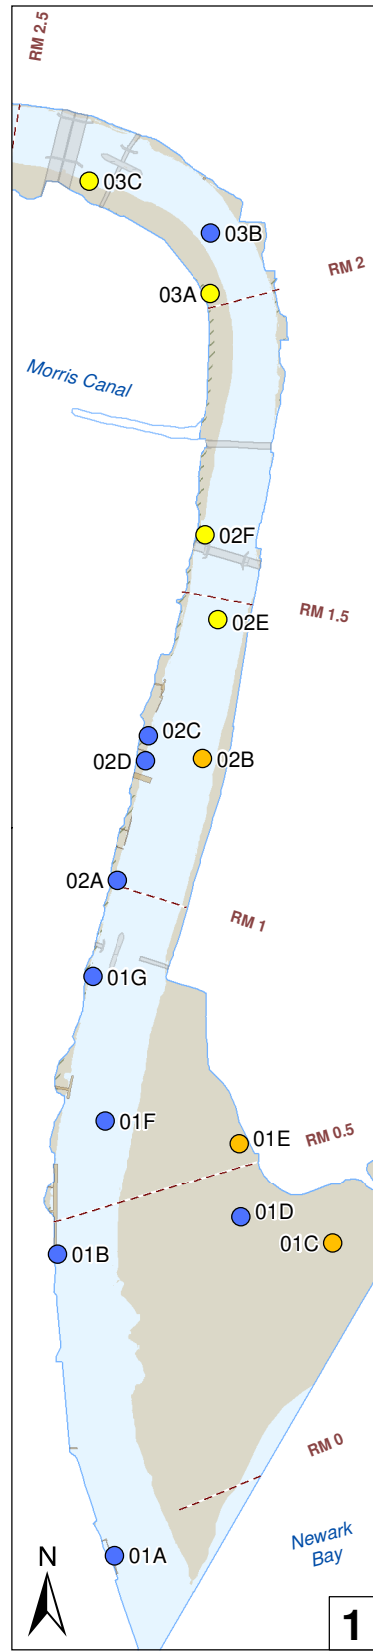 RM 2.5
03C
03B
RM 2
03A
Morris Canal
02F
RM 1.5
02E
02C
02D
02B
02A
RM 1
01G
01F
01E
RM 0.5
01D
01C
01B
RM 0
Newark
Bay
N
01A
1